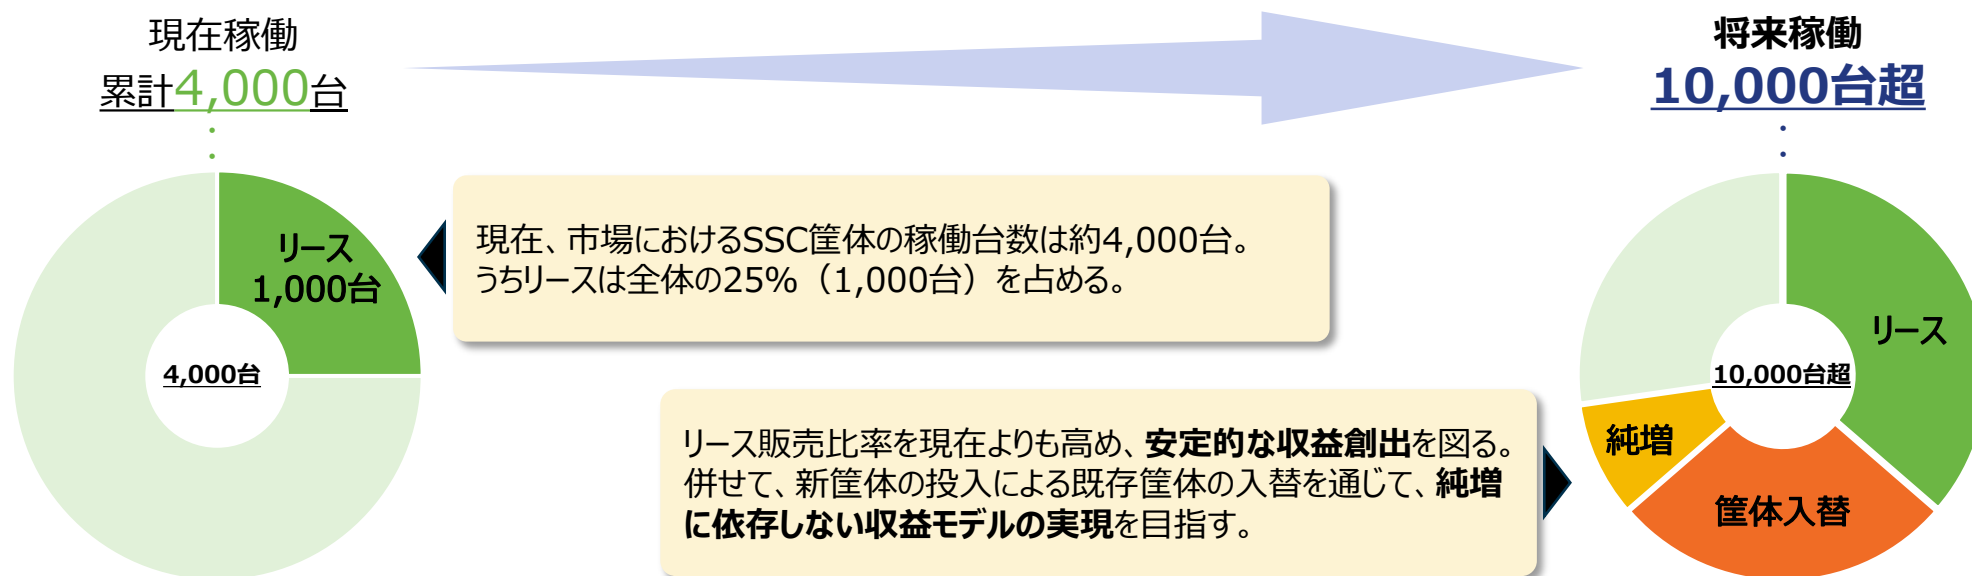 現在稼働
累計4,000台
将来稼働
10,000台超
リース
1,000台
4,000台
現在、市場におけるSSC筐体の稼働台数は約4,000台。
うちリースは全体の25%（1,000台）を占める。
リース販売比率を現在よりも高め、安定的な収益創出を図る。
併せて、新筐体の投入による既存筐体の入替を通じて、純増
に依存しない収益モデルの実現を目指す。
リース
10,000台超
純増
筐体入替